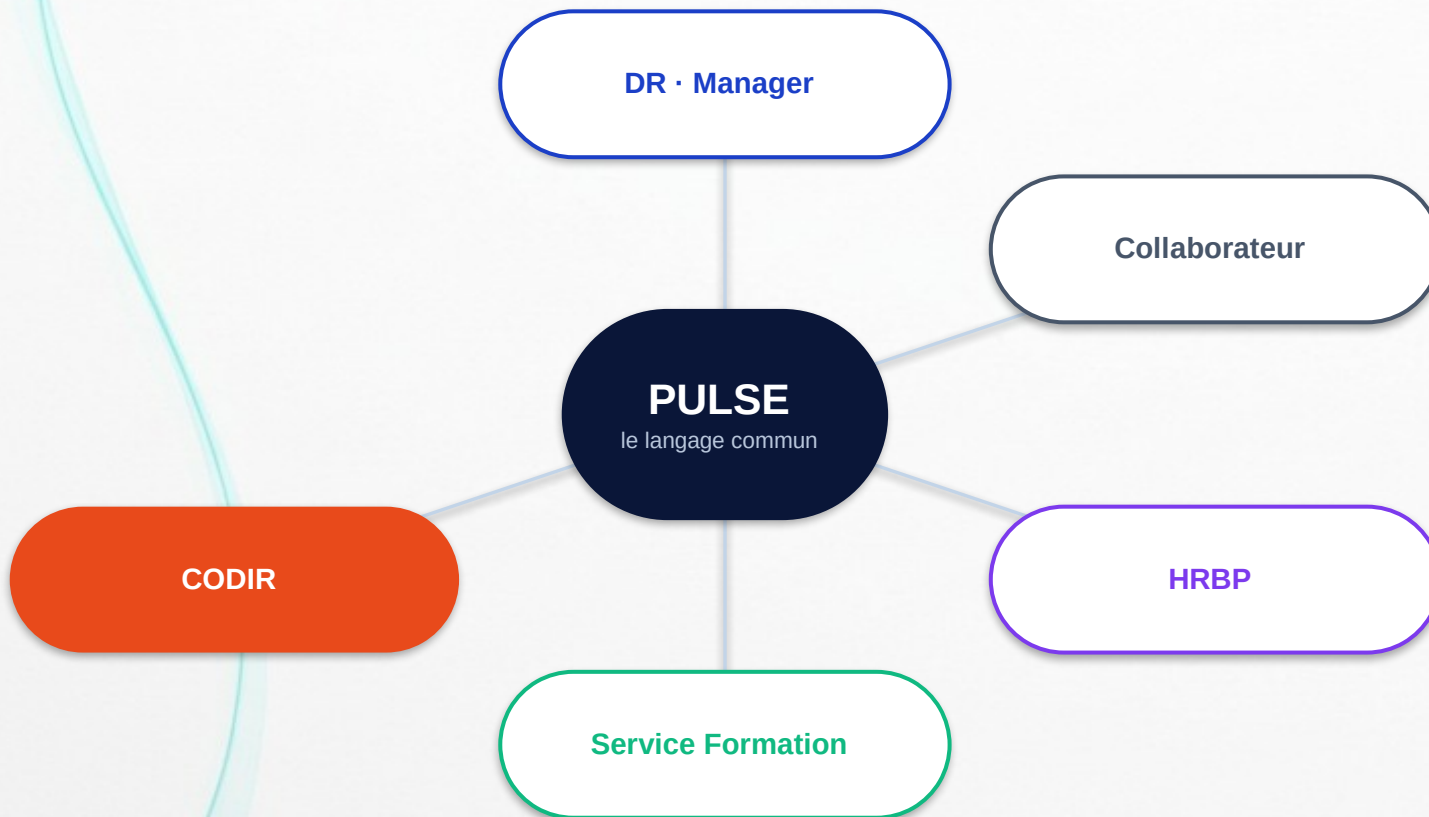 DR · Manager
Collaborateur
PULSE
le langage commun
CODIR
HRBP
Service Formation